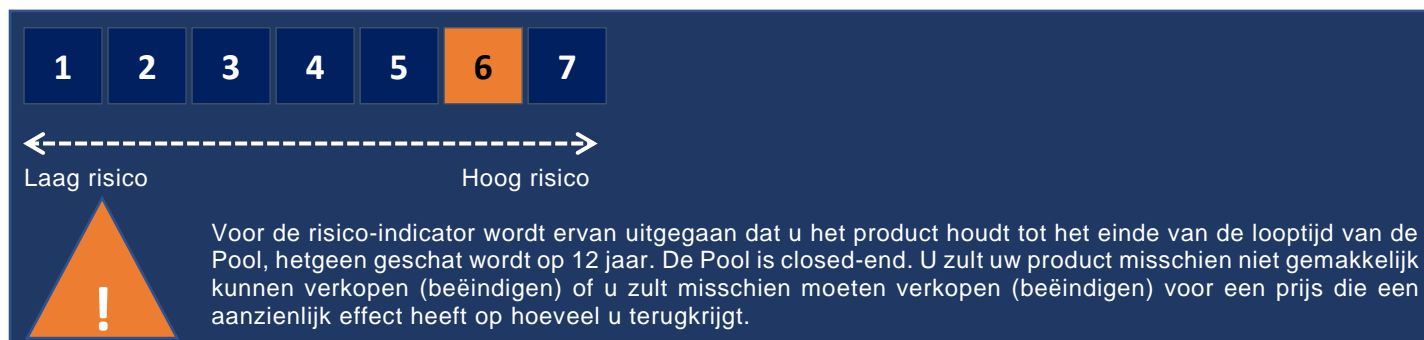 1 2 3 4 5 6 7
Laag risico Hoog risico
Voor de risico-indicator wordt ervan uitgegaan dat u het product houdt tot het einde van de looptijd van de
Pool, hetgeen geschat wordt op 12 jaar. De Pool is closed-end. U zult uw product misschien niet gemakkelijk
kunnen verkopen (beëindigen) of u zult misschien moeten verkopen (beëindigen) voor een prijs die een
aanzienlijk effect heeft op hoeveel u terugkrijgt.
!